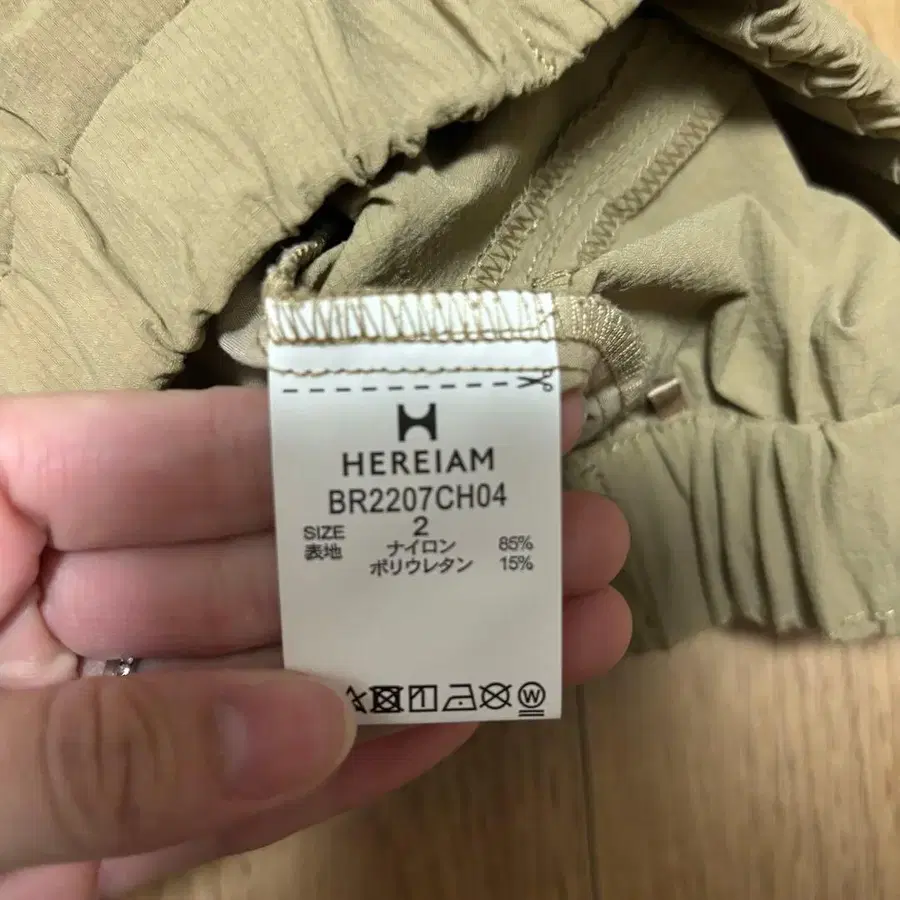 HEREIAM
BR2207CH04
SIZE 2
表地 ナイロン 85%
ポリウレタン 15%
W